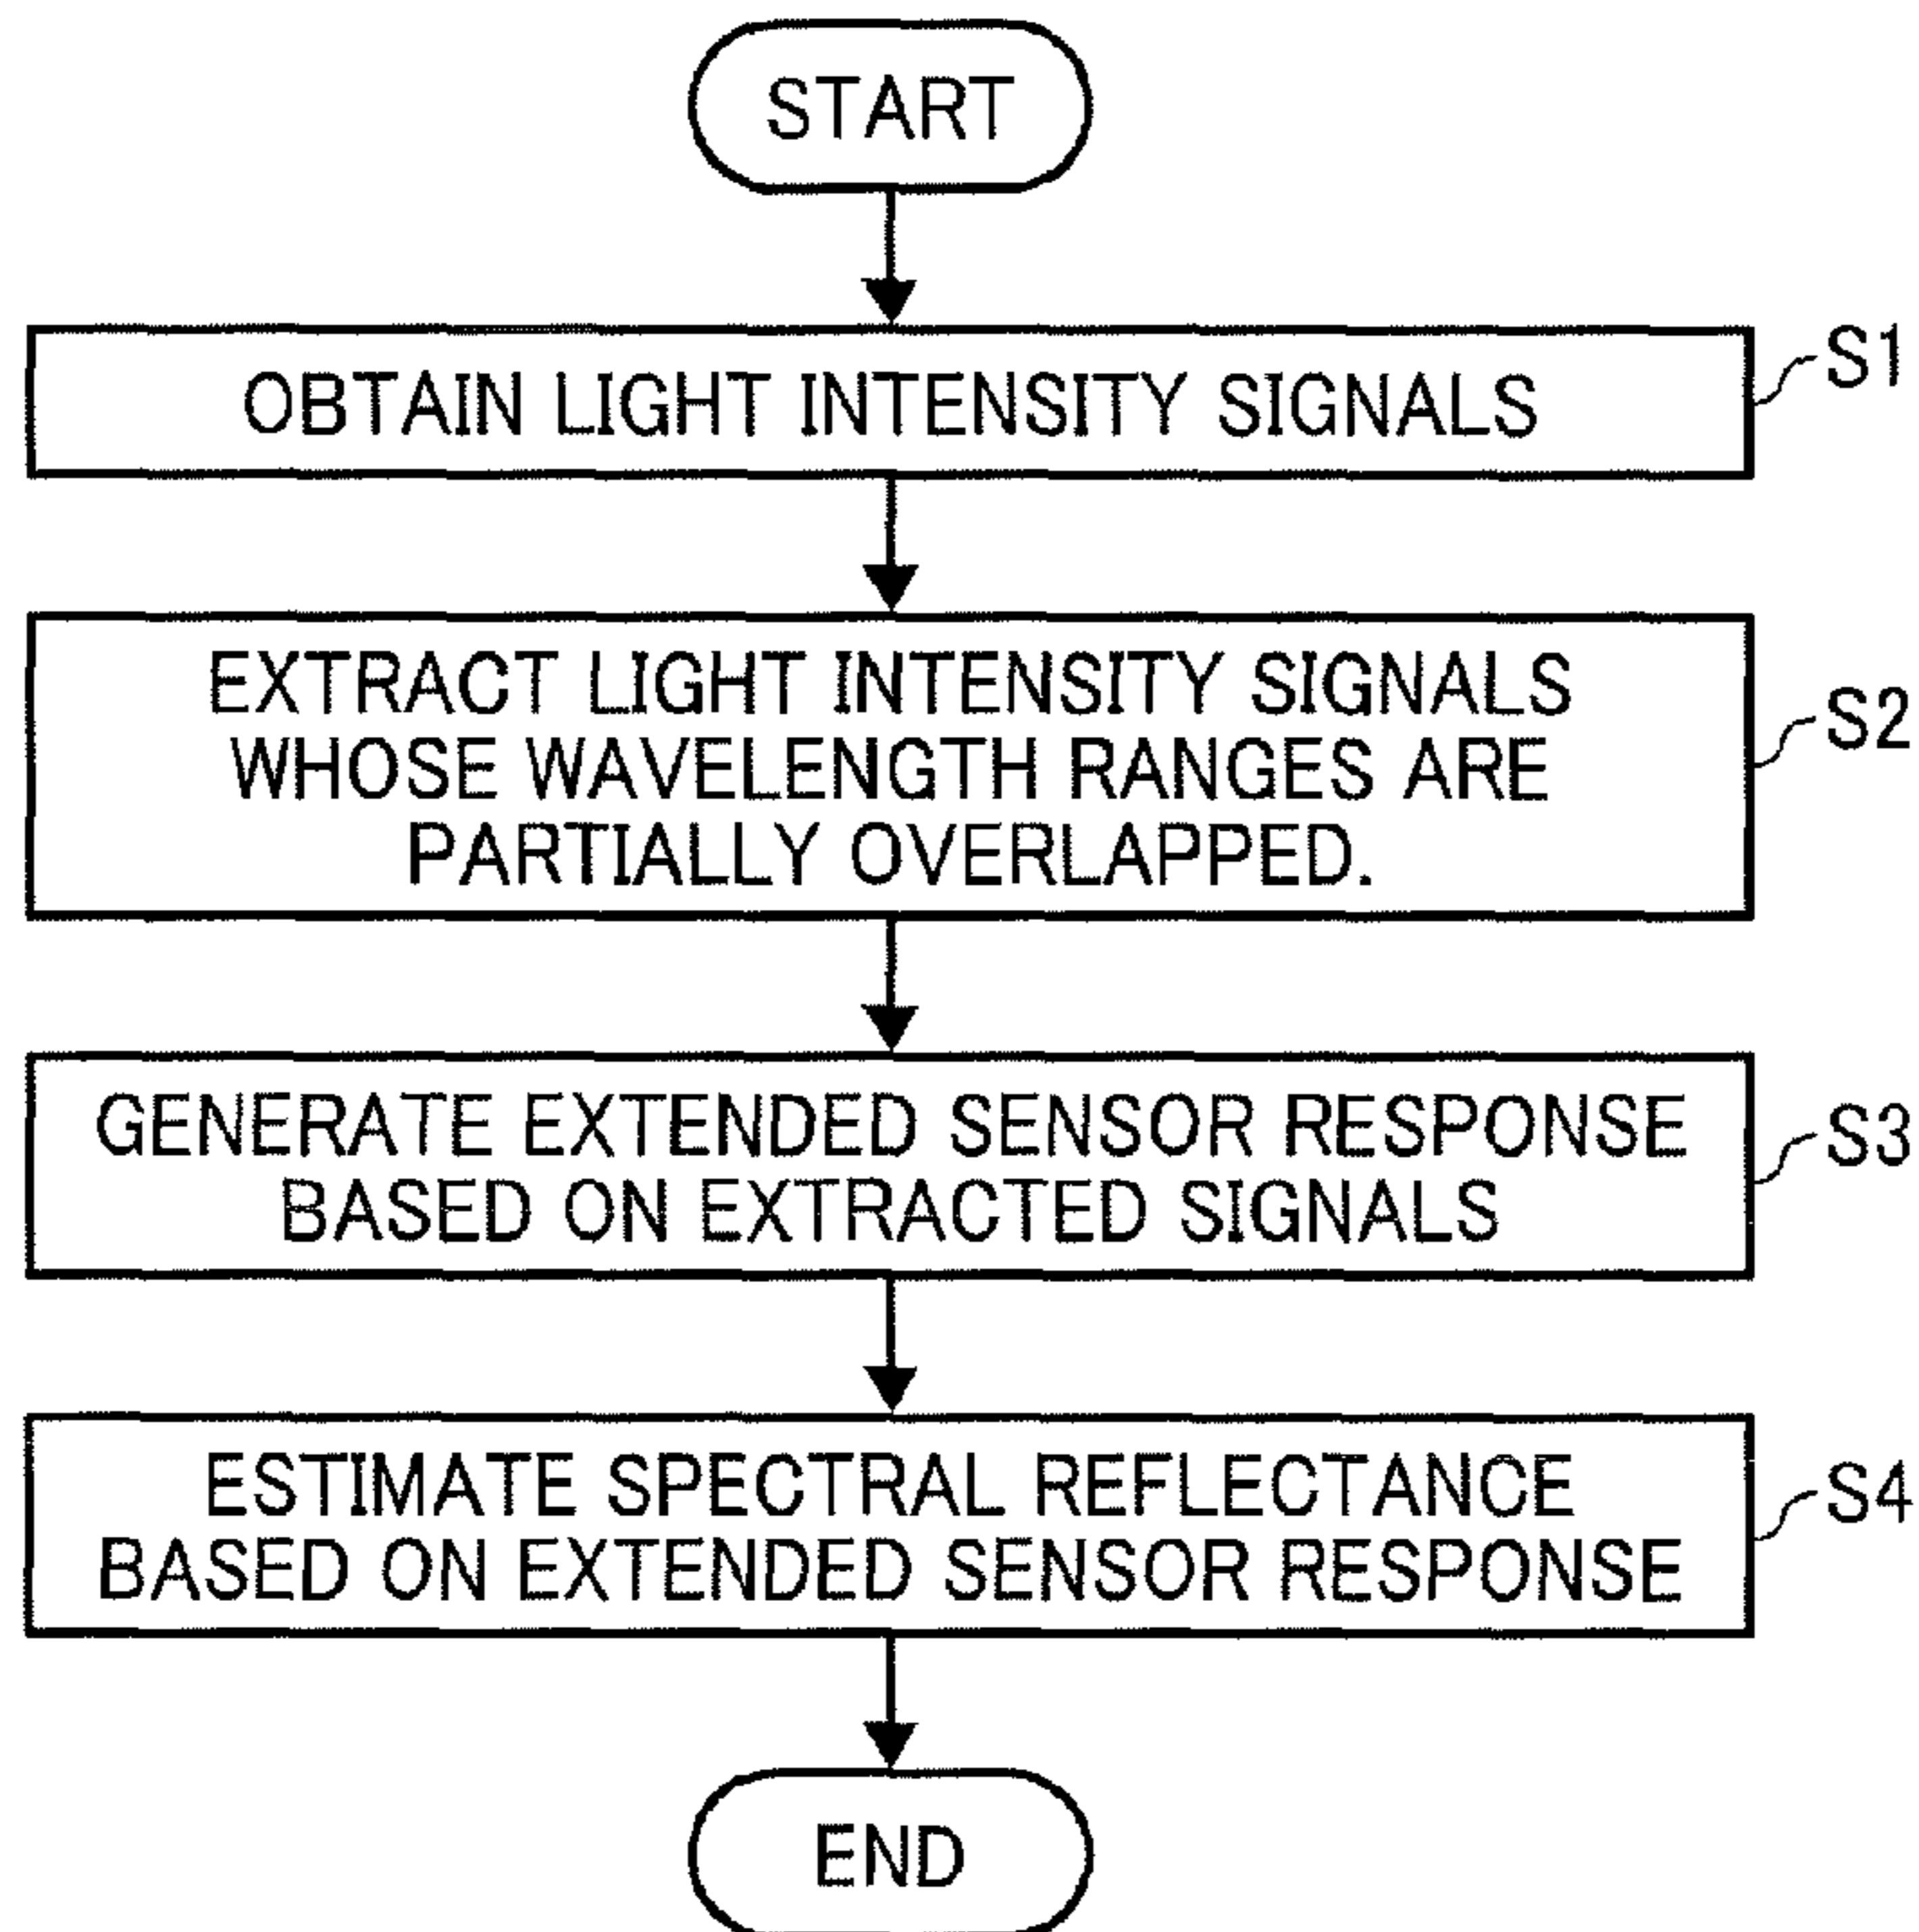 START
OBTAIN LIGHT INTENSITY SIGNALS
S1
EXTRACT LIGHT INTENSITY SIGNALS
WHOSE WAVELENGTH RANGES ARE
PARTIALLY OVERLAPPED.
S2
GENERATE EXTENDED SENSOR RESPONSE
BASED ON EXTRACTED SIGNALS
S3
ESTIMATE SPECTRAL REFLECTANCE
BASED ON EXTENDED SENSOR RESPONSE
S4
END